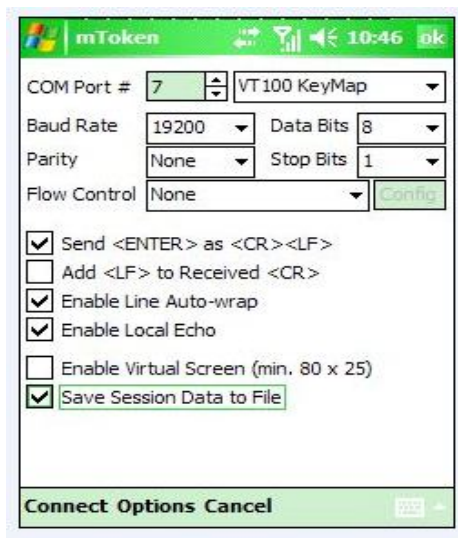 mToken 10:46 ok
COM Port # 7 VT100 KeyMap
Baud Rate 19200 Data Bits 8
Parity None Stop Bits 1
Flow Control None Config
Send <ENTER> as <CR><LF>
Add <LF> to Received <CR>
Enable Line Auto-wrap
Enable Local Echo
Enable Virtual Screen (min. 80 x 25)
Save Session Data to File
Connect Options Cancel